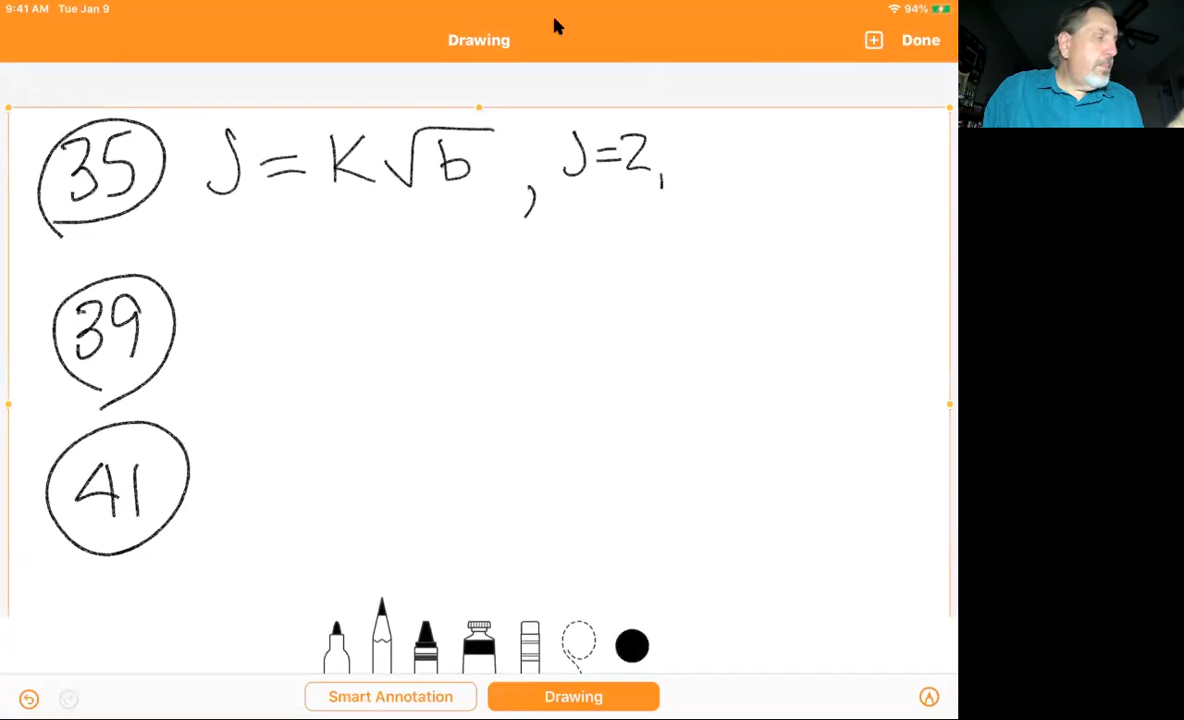 9:41 AM Tue Jan 9 94%
Drawing Done
35 J = K√b , J=2,
39
41
Smart Annotation Drawing